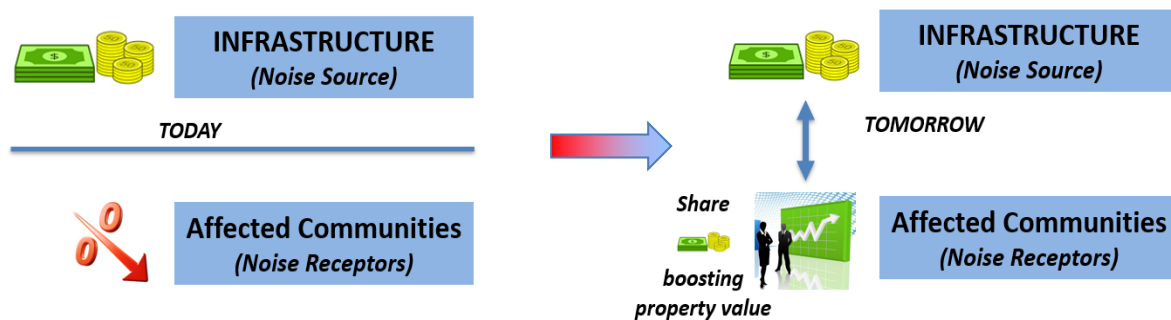 INFRASTRUCTURE
(Noise Source)
TODAY
Affected Communities
(Noise Receptors)
INFRASTRUCTURE
(Noise Source)
TOMORROW
Share
boosting
property value
Affected Communities
(Noise Receptors)